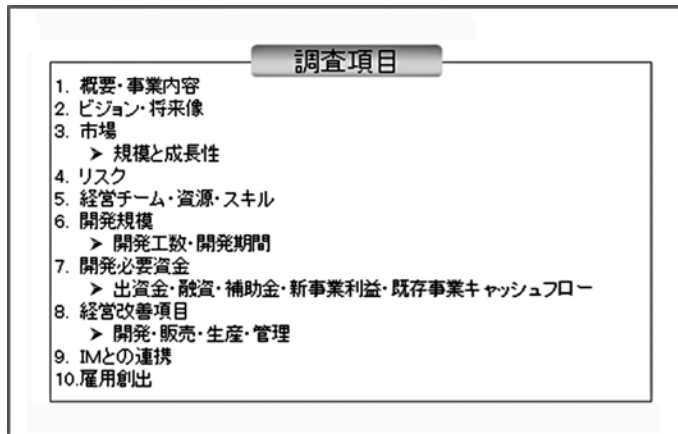 調査項目
1. 概要・事業内容
2. ビジョン・将来像
3. 市場
➤ 規模と成長性
4. リスク
5. 経営チーム・資源・スキル
6. 開発規模
➤ 開発工数・開発期間
7. 開発必要資金
➤ 出資金・融資・補助金・新事業利益・既存事業キャッシュフロー
8. 経営改善項目
➤ 開発・販売・生産・管理
9. IMとの連携
10.雇用創出